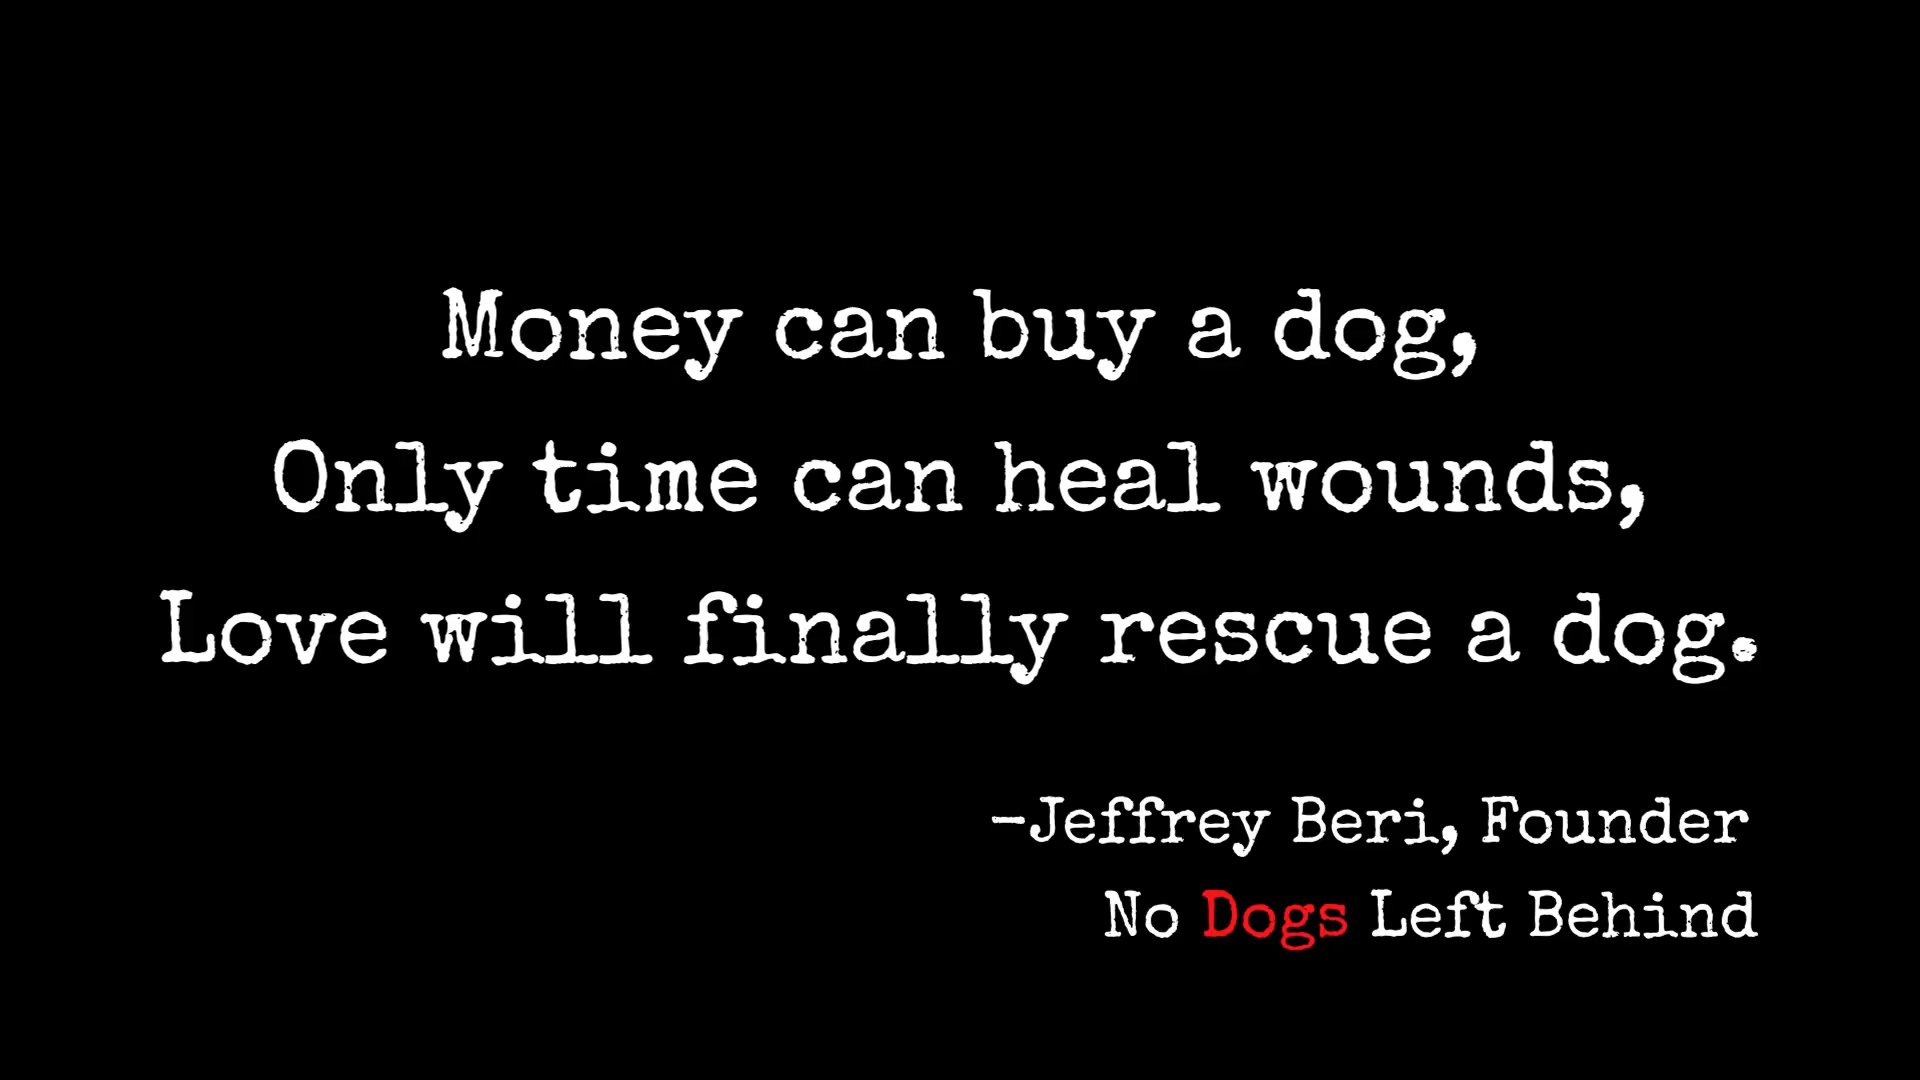 Money can buy a dog,
Only time can heal wounds,
Love will finally rescue a dog.
-Jeffrey Beri, Founder
No Dogs Left Behind